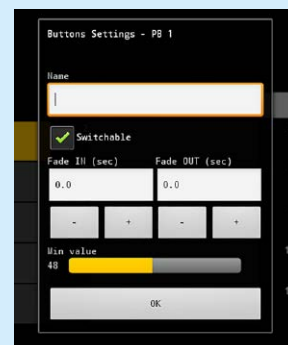 Buttons Settings - PB 1
Name
Switchable
Fade IN (sec) Fade OUT (sec)
0.0 0.0
- + - +
Win value
48
OK